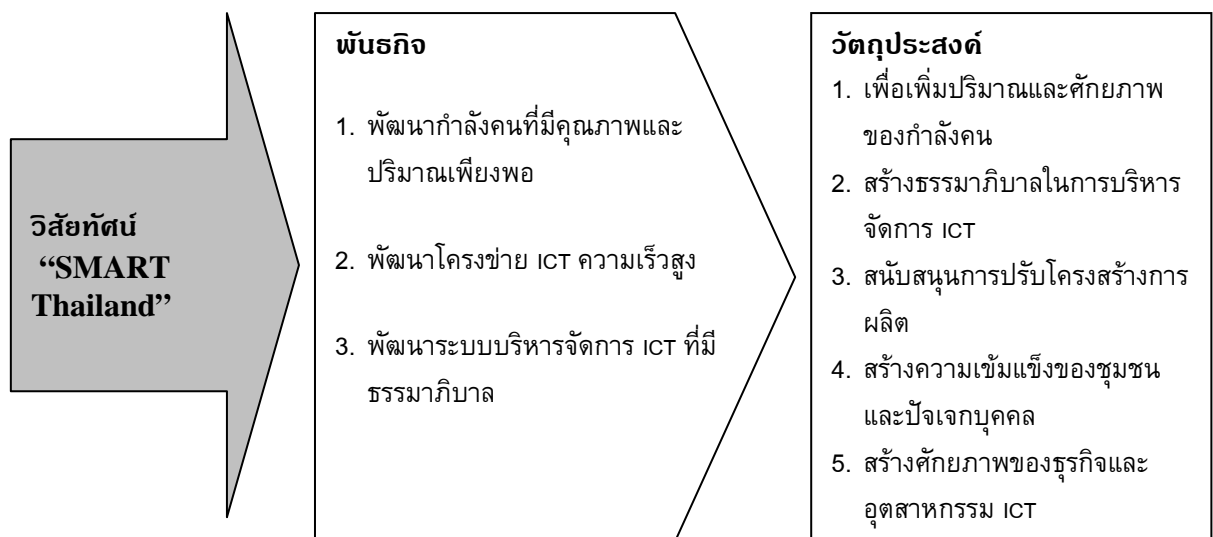 วิสัยทัศน์
“SMART
Thailand”
พันธกิจ
1. พัฒนากำลังคนที่มีคุณภาพและ
ปริมาณเพียงพอ
2. พัฒนาโครงข่าย ICT ความเร็วสูง
3. พัฒนาระบบบริหารจัดการ ICT ที่มี
ธรรมาภิบาล
วัตถุประสงค์
1. เพื่อเพิ่มปริมาณและศักยภาพ
ของกำลังคน
2. สร้างธรรมาภิบาลในการบริหาร
จัดการ ICT
3. สนับสนุนการปรับโครงสร้างการ
ผลิต
4. สร้างความเข้มแข็งของชุมชน
และปัจเจกบุคคล
5. สร้างศักยภาพของธุรกิจและ
อุตสาหกรรม ICT